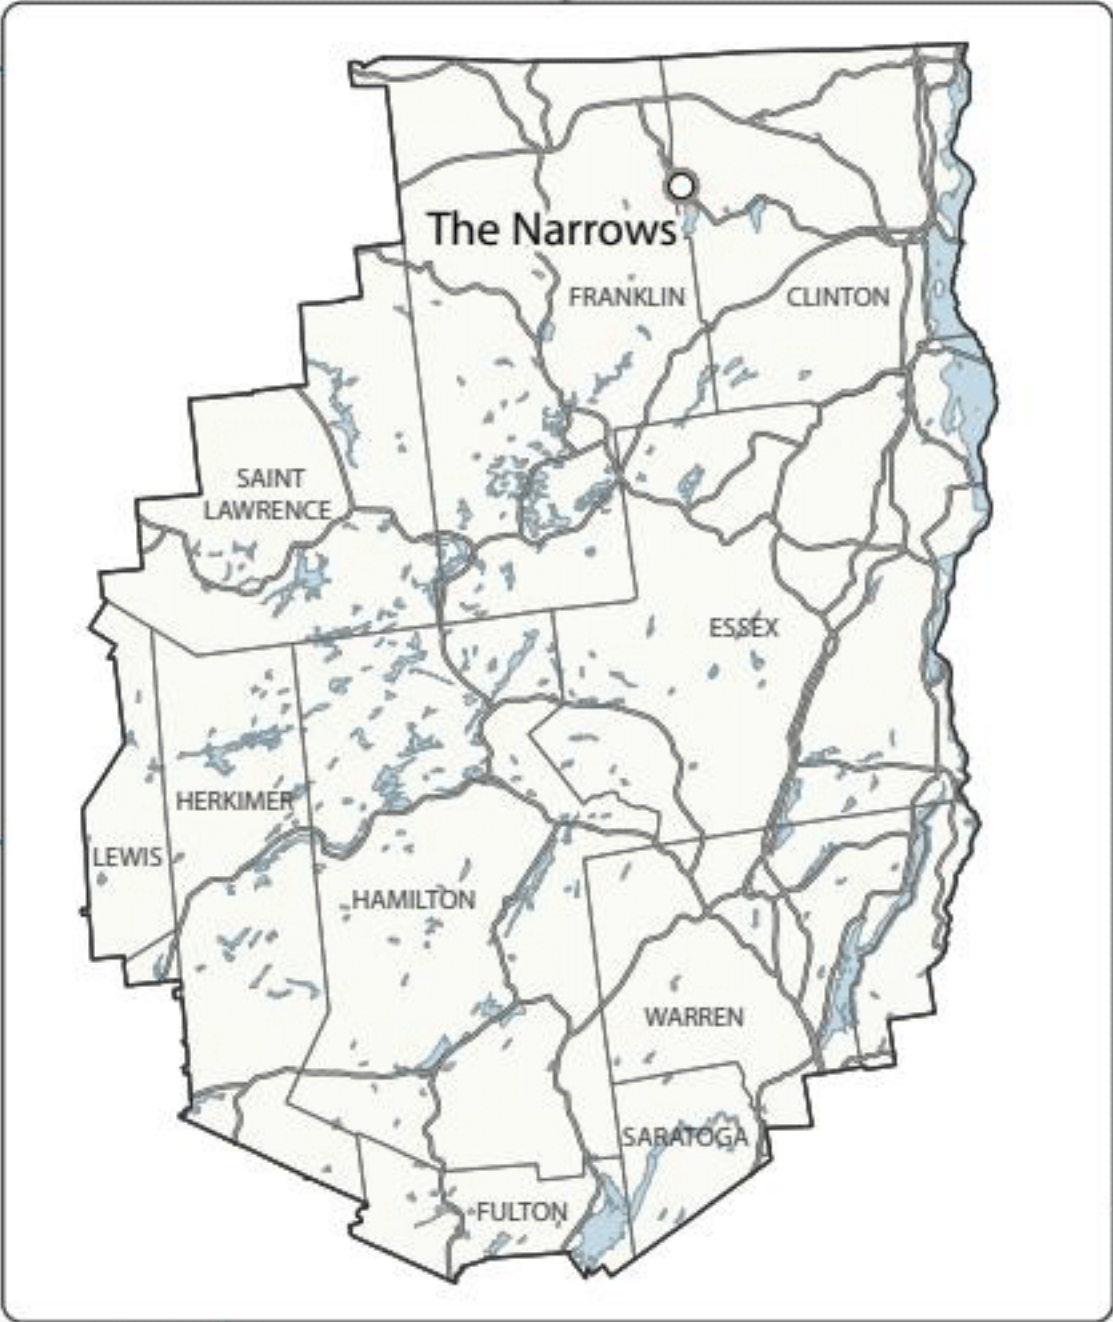 The Narrows
FRANKLIN
CLINTON
SAINT
LAWRENCE
ESSEX
HERKIMER
LEWIS
HAMILTON
WARREN
SARATOGA
FULTON